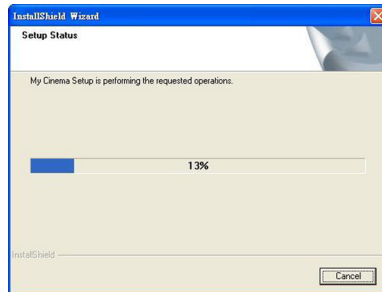 InstallShield Wizard
Setup Status
My Cinema Setup is performing the requested operations.
13%
InstallShield
Cancel